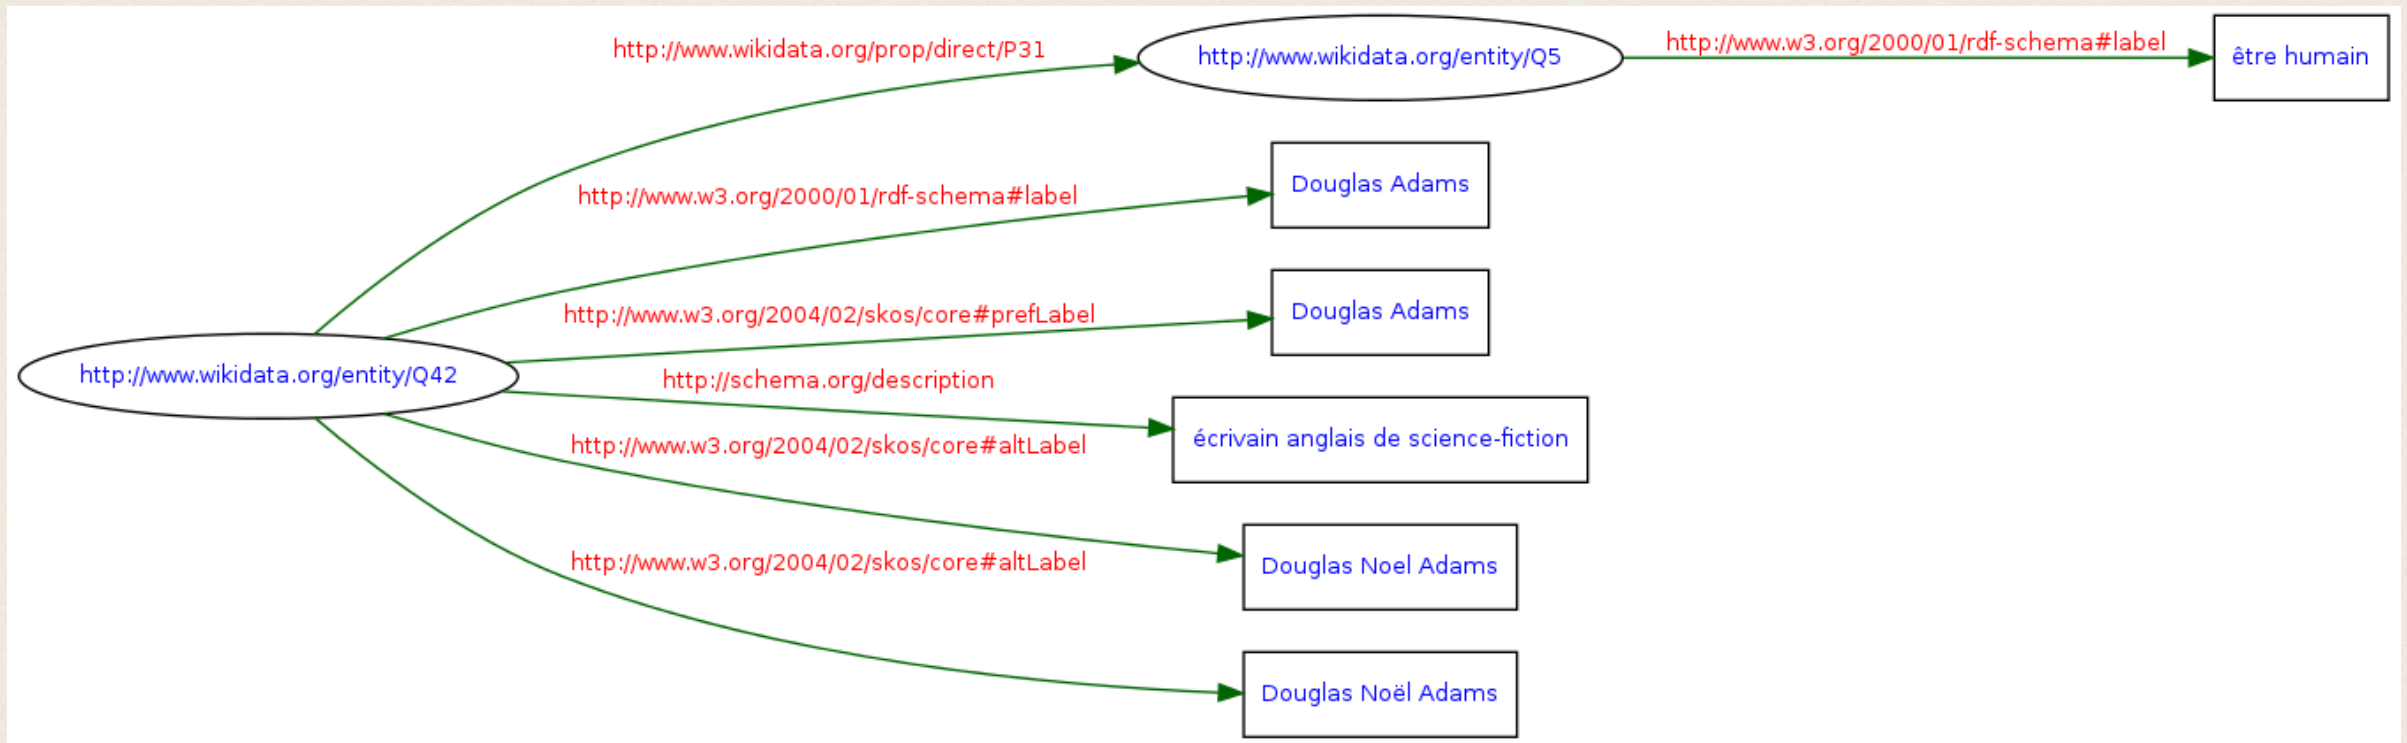 http://www.wikidata.org/prop/direct/P31
http://www.wikidata.org/entity/Q5
http://www.w3.org/2000/01/rdf-schema#label
être humain
http://www.w3.org/2000/01/rdf-schema#label
Douglas Adams
http://www.w3.org/2004/02/skos/core#prefLabel
Douglas Adams
http://www.wikidata.org/entity/Q42
http://schema.org/description
écrivain anglais de science-fiction
http://www.w3.org/2004/02/skos/core#altLabel
Douglas Noel Adams
http://www.w3.org/2004/02/skos/core#altLabel
Douglas Noël Adams